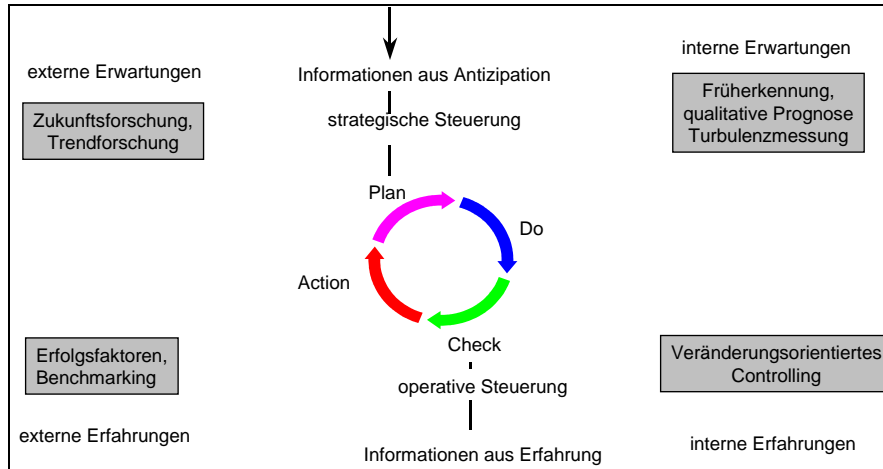 interne Erwartungen
externe Erwartungen
Informationen aus Antizipation
Zukunftsforschung,
Trendforschung
strategische Steuerung
Früherkennung,
qualitative Prognose
Turbulenzmessung
Plan
Do
Action
Check
Erfolgsfaktoren,
Benchmarking
operative Steuerung
Veränderungsorientiertes
Controlling
externe Erfahrungen
Informationen aus Erfahrung
interne Erfahrungen